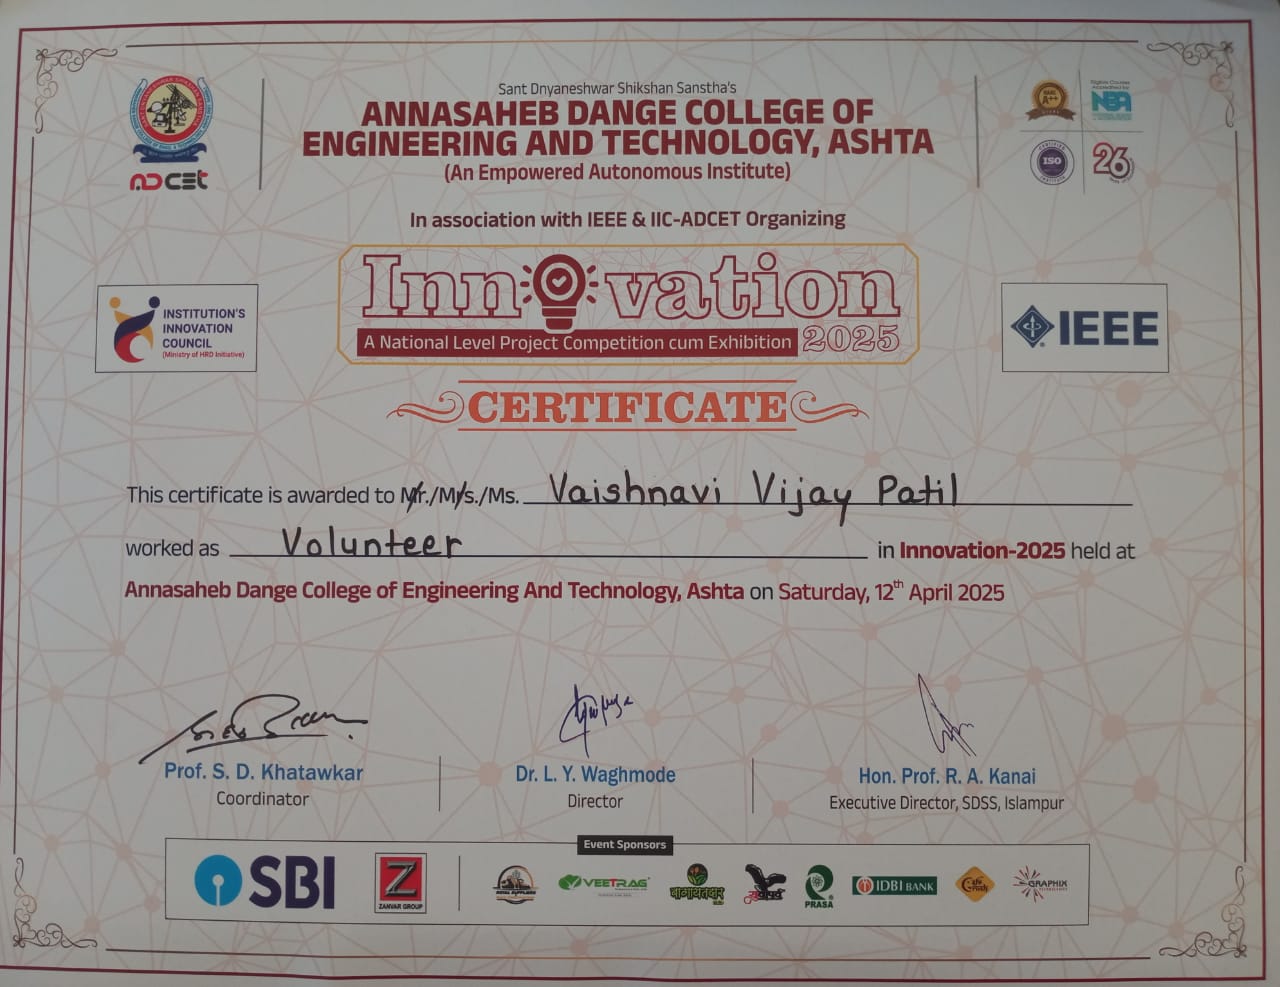 Sant Dnyaneshwar Shikshan Sanstha's
ANNASAHEB DANGE COLLEGE OF
ENGINEERING AND TECHNOLOGY, ASHTA
(An Empowered Autonomous Institute)
ADCET
NAAC
A++
NBA
ISO
26
In association with IEEE & IIC-ADCET Organizing
Innovation
A National Level Project Competition cum Exhibition 2025
INSTITUTION'S
INNOVATION
COUNCIL
(Ministry of HRD Initiative)
IEEE
CERTIFICATE
This certificate is awarded to Mr./Mrs./Ms. Vaishnavi Vijay Patil
worked as Volunteer in Innovation-2025 held at
Annasaheb Dange College of Engineering And Technology, Ashta on Saturday, 12th April 2025
Prof. S. D. Khatawkar
Coordinator
Dr. L. Y. Waghmode
Director
Hon. Prof. R. A. Kanai
Executive Director, SDSS, Islampur
Event Sponsors
SBI
Z
ZANVAR GROUP
ROYAL SUPPLIERS
VEETRAG
बागायतदार
PRASA
IDBI BANK
GRAPHIX